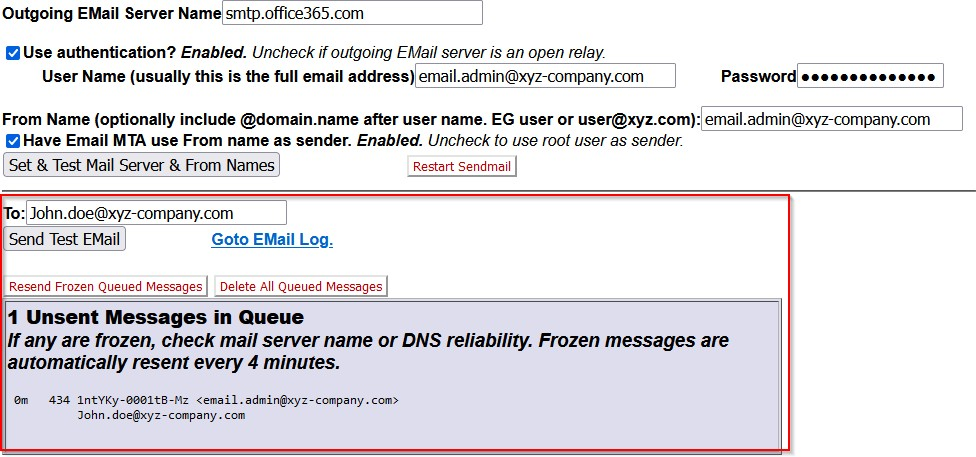 Outgoing EMail Server Name smtp.office365.com
Use authentication? Enabled. Uncheck if outgoing EMail server is an open relay.
User Name (usually this is the full email address) email.admin@xyz-company.com Password ●●●●●●●●●●●●●●
From Name (optionally include @domain.name after user name. EG user or user@xyz.com): email.admin@xyz-company.com
Have Email MTA use From name as sender. Enabled. Uncheck to use root user as sender.
Set & Test Mail Server & From Names Restart Sendmail
To: John.doe@xyz-company.com
Send Test EMail Goto EMail Log.
Resend Frozen Queued Messages Delete All Queued Messages
1 Unsent Messages in Queue
If any are frozen, check mail server name or DNS reliability. Frozen messages are
automatically resent every 4 minutes.
0m 434 1ntYKy-0001tB-Mz <email.admin@xyz-company.com>
John.doe@xyz-company.com